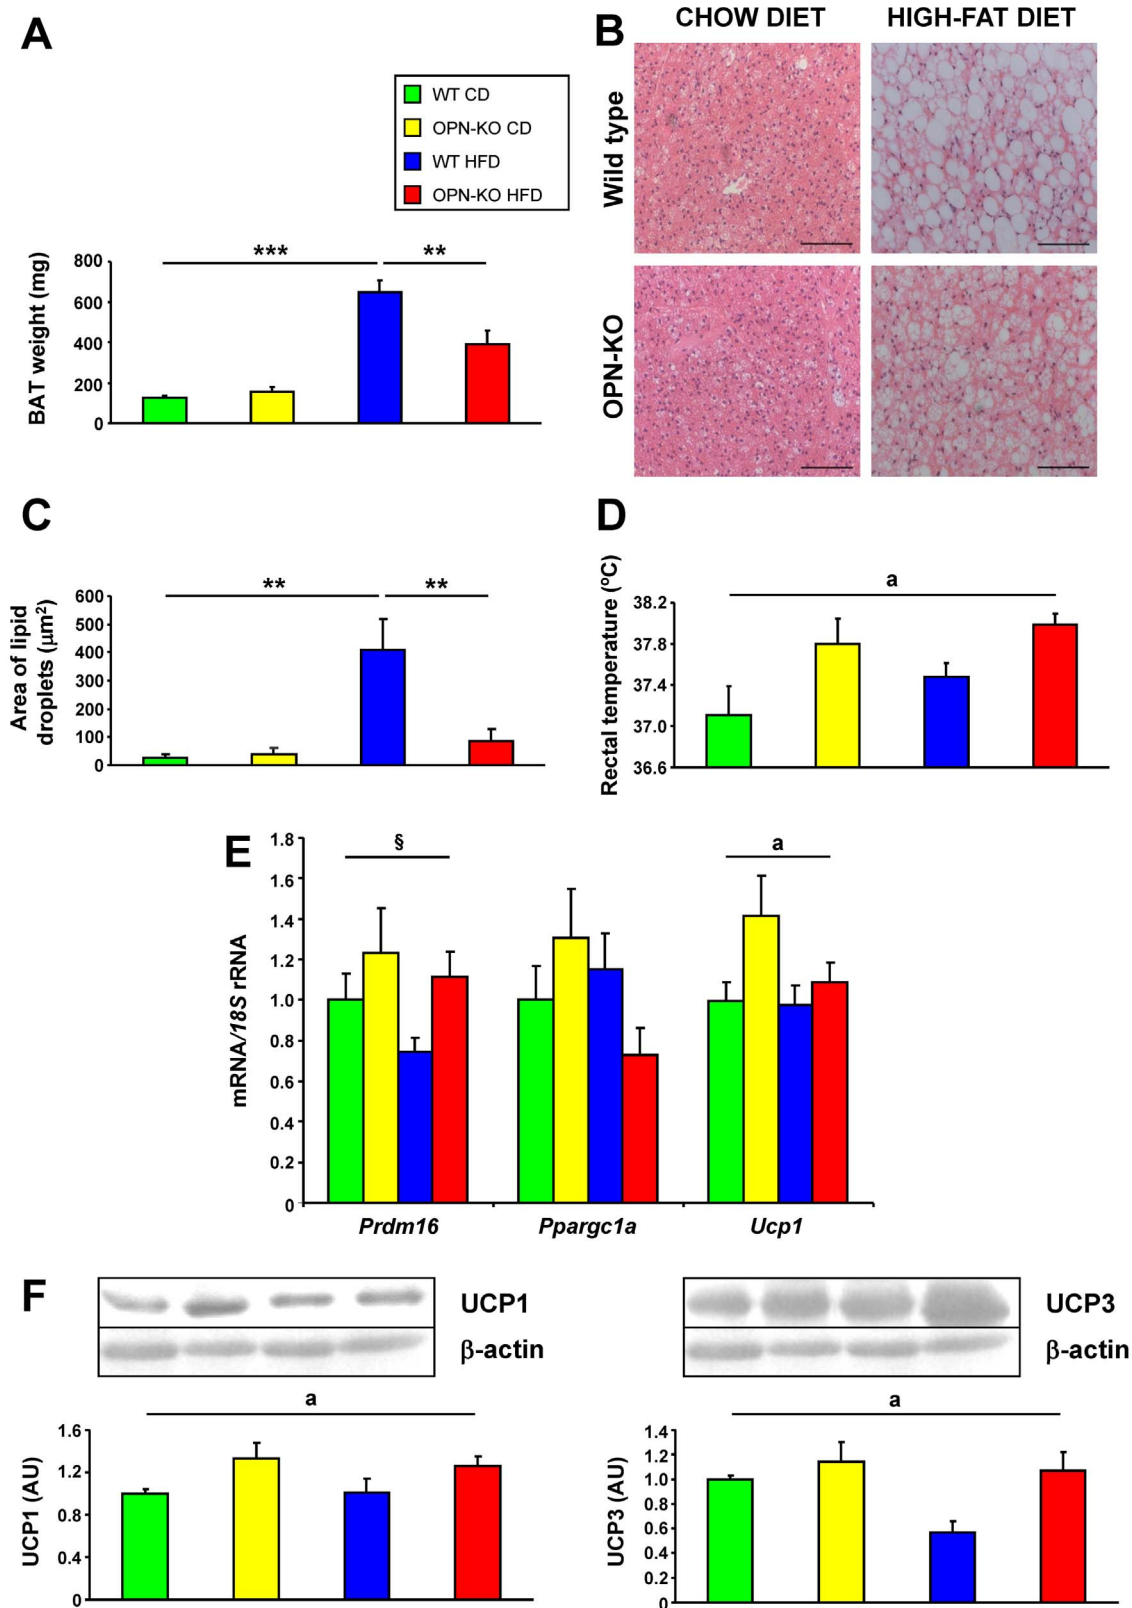 A
WT CD
OPN-KO CD
WT HFD
OPN-KO HFD
***
**
BAT weight (mg)
800
600
400
200
0
B
CHOW DIET
HIGH-FAT DIET
Wild type
OPN-KO
C
**
**
Area of lipid
droplets (μm²)
600
500
400
300
200
100
0
D
a
Rectal temperature (ºC)
38.2
37.8
37.4
37.0
36.6
E
§
a
mRNA/18S rRNA
1.8
1.6
1.4
1.2
1.0
0.8
0.6
0.4
0.2
0
Prdm16
Ppargc1a
Ucp1
F
UCP1
β-actin
a
UCP1 (AU)
1.6
1.2
0.8
0.4
0
UCP3
β-actin
a
UCP3 (AU)
1.4
1.2
1.0
0.8
0.6
0.4
0.2
0